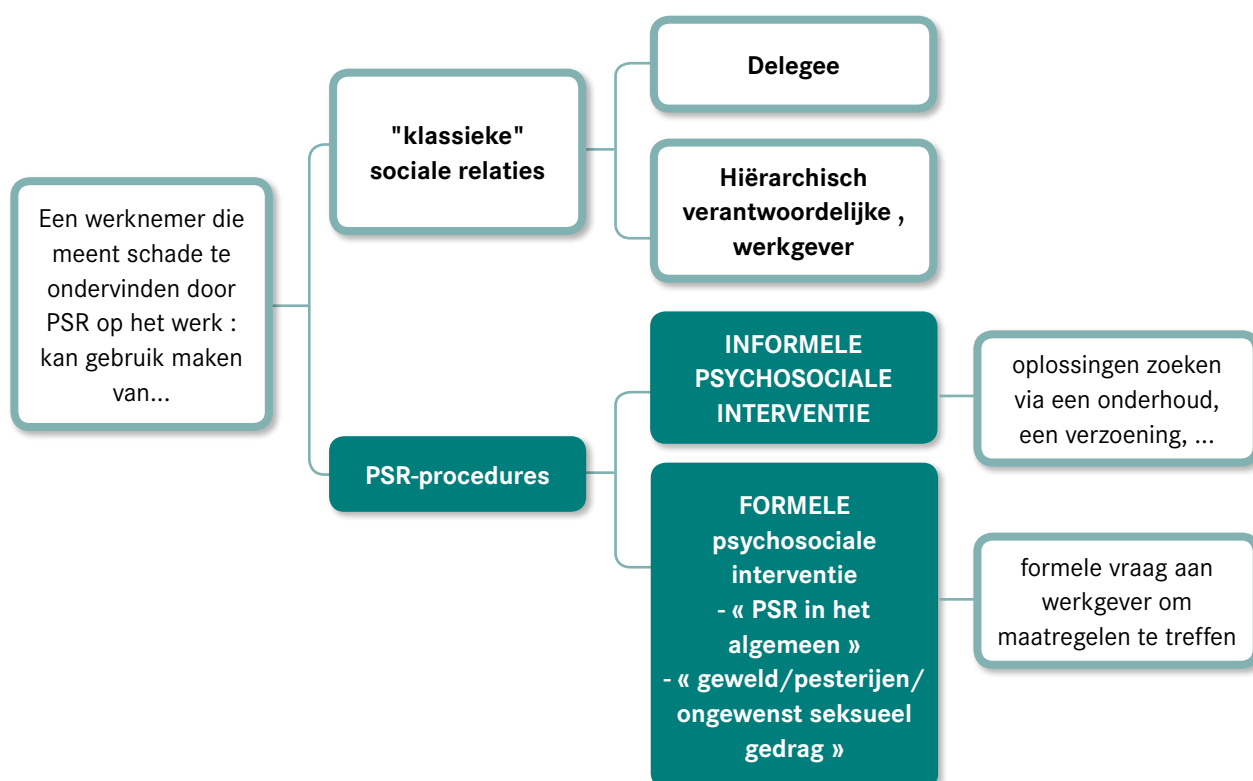 Een werknemer die
meent schade te
ondervinden door
PSR op het werk :
kan gebruik maken
van...
"klassieke"
sociale relaties
Delegee
Hiërarchisch
verantwoordelijke ,
werkgever
PSR-procedures
INFORMELE
PSYCHOSOCIALE
INTERVENTIE
oplossingen zoeken
via een onderhoud,
een verzoening, ...
FORMELE
psychosociale
interventie
- « PSR in het
algemeen »
- « geweld/pesterijen/
ongewenst seksueel
gedrag »
formele vraag aan
werkgever om
maatregelen te treffen